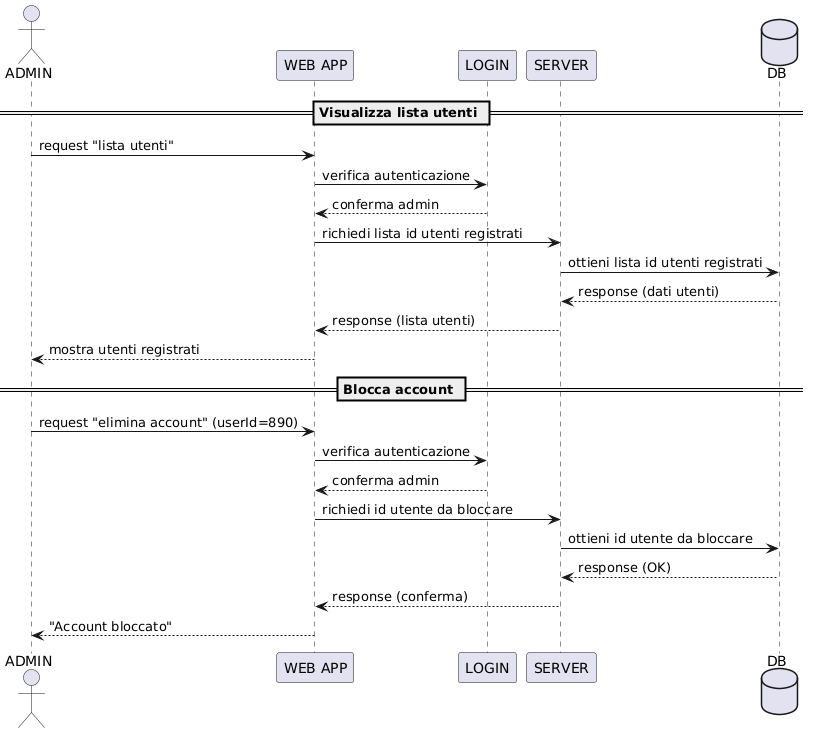 ADMIN
WEB APP
LOGIN
SERVER
DB
Visualizza lista utenti
request "lista utenti"
verifica autenticazione
conferma admin
richiedi lista id utenti registrati
ottieni lista id utenti registrati
response (dati utenti)
response (lista utenti)
mostra utenti registrati
Blocca account
request "elimina account" (userId=890)
verifica autenticazione
conferma admin
richiedi id utente da bloccare
ottieni id utente da bloccare
response (OK)
response (conferma)
"Account bloccato"
ADMIN
WEB APP
LOGIN
SERVER
DB